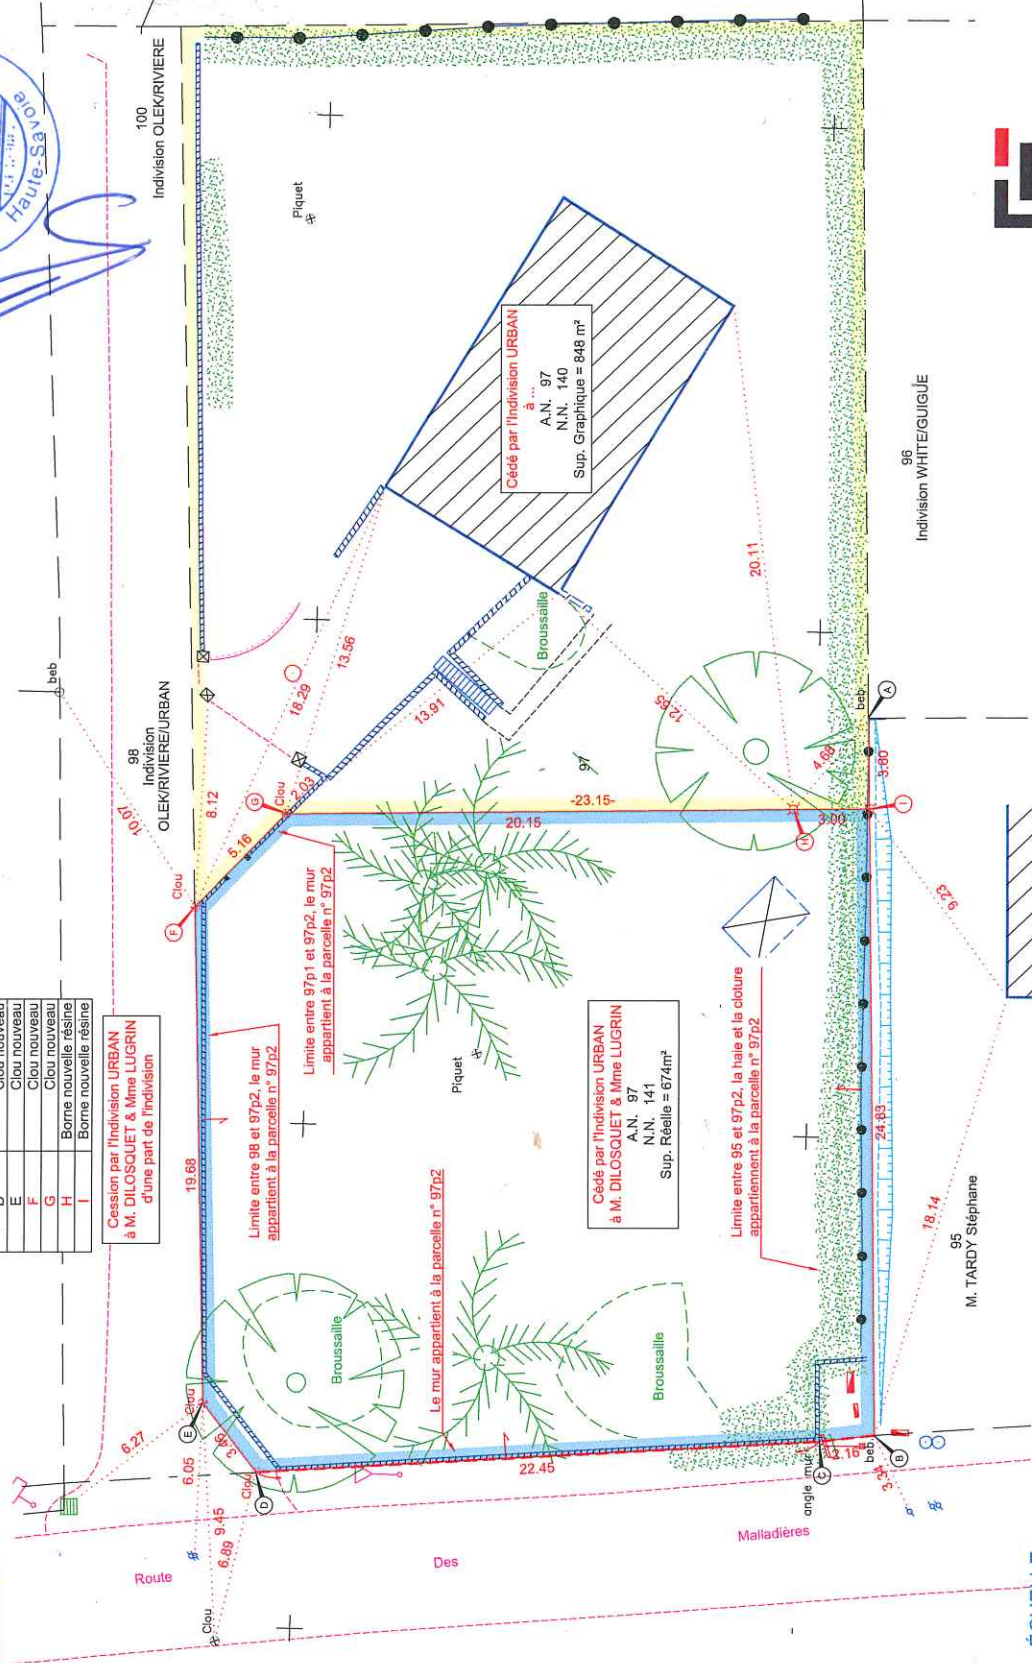 Haute-Savoie
100
Indivision OLEK/RIVIERE
Piquet
beb
98
Indivision
OLEK/RIVIERE/URBAN
10.07
8.12
Clou
F
5.16
G
Clou
2.03
18.29
13.56
13.91
Cédé par l'Indivision URBAN
à ...
A.N. 97
N.N. 140
Sup. Graphique = 848 m²
Broussaille
20.11
12.65
97
-23.15-
20.15
H
3.00
4.68
beb
A
3.80
I
96
Indivision WHITE/GUIGUE
9.23
E Clou nouveau
F Clou nouveau
G Clou nouveau
H Borne nouvelle résine
I Borne nouvelle résine
Cession par l'Indivision URBAN
à M. DILOSQUET & Mme LUGRIN
d'une part de l'indivision
19.68
Limite entre 98 et 97p2, le mur
appartient à la parcelle n° 97p2
Limite entre 97p1 et 97p2, le mur
appartient à la parcelle n° 97p2
Piquet
Cédé par l'Indivision URBAN
à M. DILOSQUET & Mme LUGRIN
A.N. 97
N.N. 141
Sup. Réelle = 674m²
Limite entre 95 et 97p2, la haie et la cloture
appartiennent à la parcelle n° 97p2
24.83
18.14
95
M. TARDY Stéphane
Le mur appartient à la parcelle n° 97p2
Broussaille
Broussaille
6.27
E
Clou
3.46
6.05
Clou
D
9.45
6.89
Clou
22.45
angle mur
C
2.16
beb
B
3.34
Route
Des
Malladières